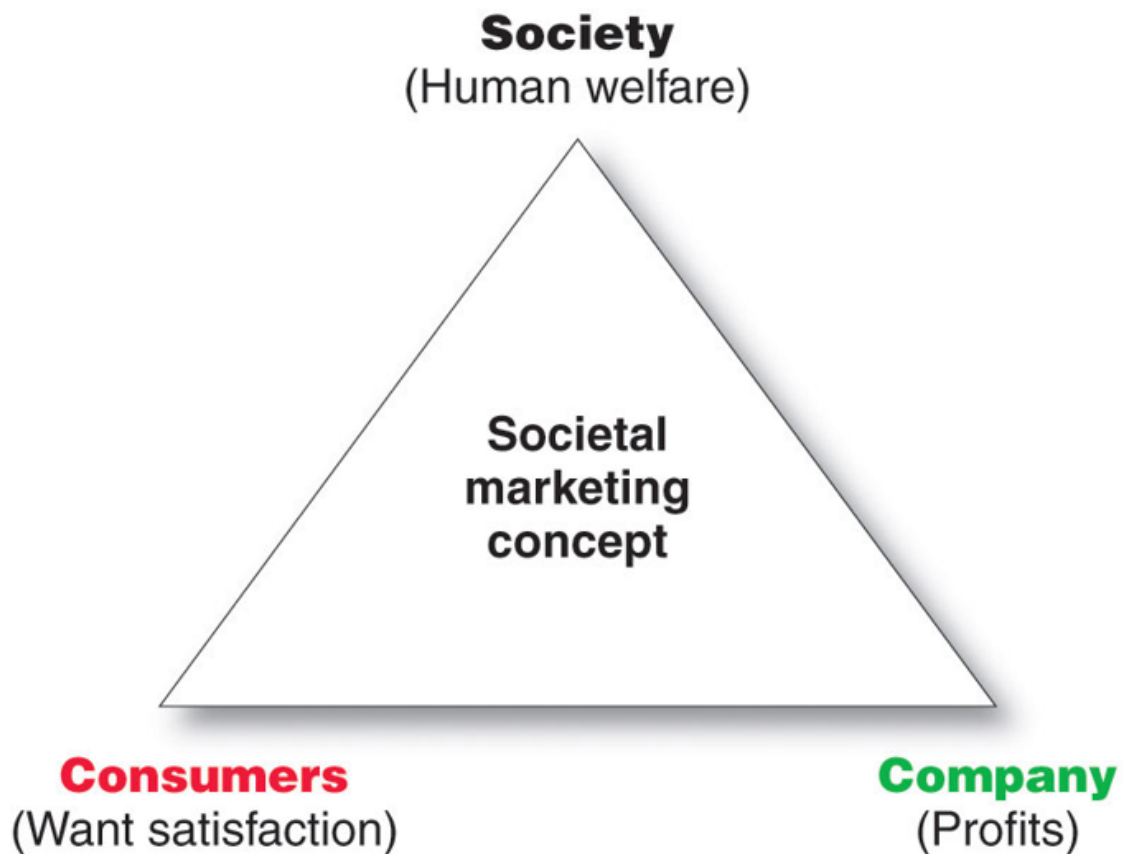 Society
(Human welfare)
Societal
marketing
concept
Consumers
(Want satisfaction)
Company
(Profits)